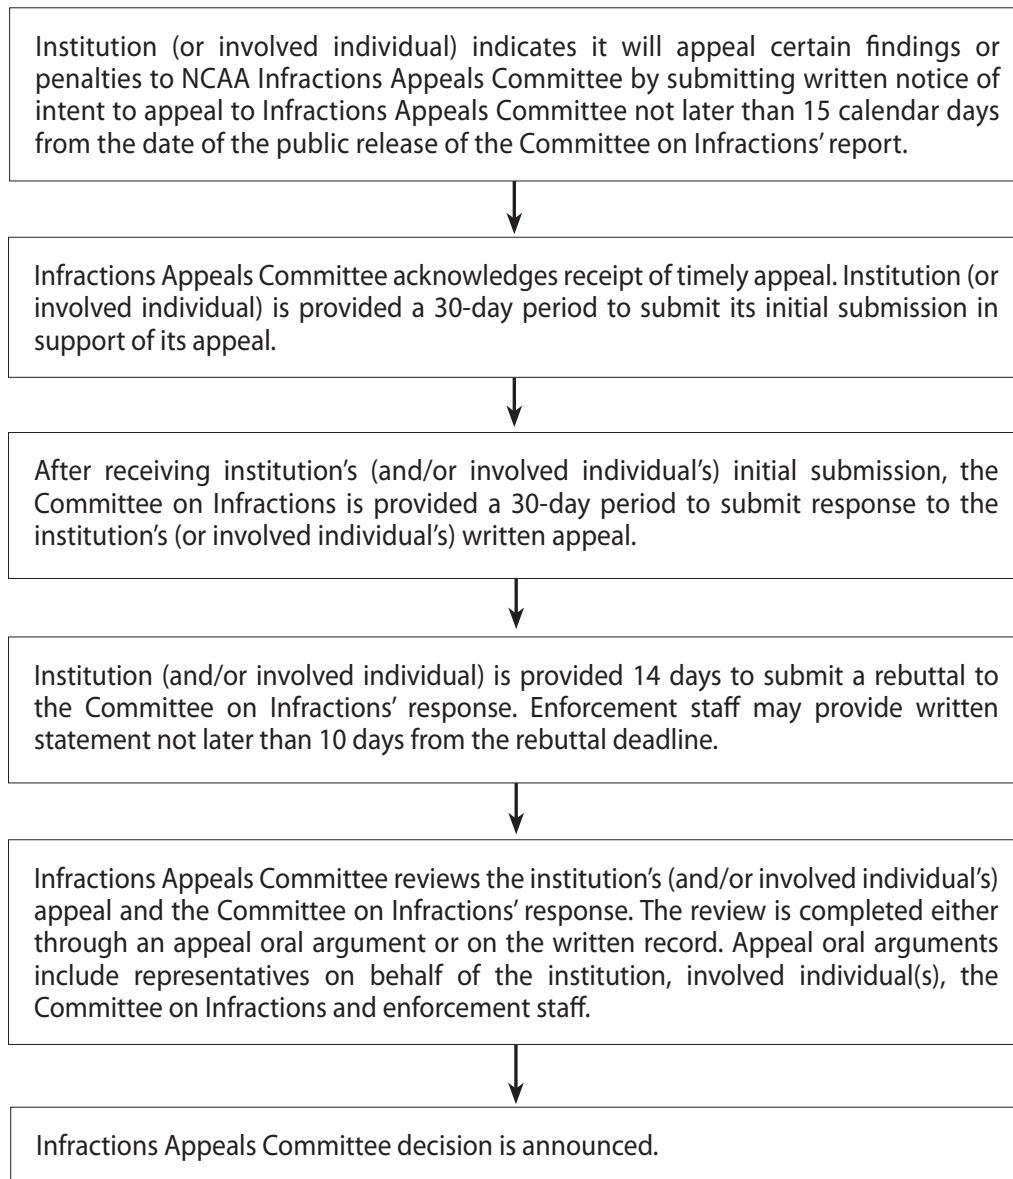 Institution (or involved individual) indicates it will appeal certain findings or
penalties to NCAA Infractions Appeals Committee by submitting written notice of
intent to appeal to Infractions Appeals Committee not later than 15 calendar days
from the date of the public release of the Committee on Infractions' report.
Infractions Appeals Committee acknowledges receipt of timely appeal. Institution (or
involved individual) is provided a 30-day period to submit its initial submission in
support of its appeal.
After receiving institution's (and/or involved individual's) initial submission, the
Committee on Infractions is provided a 30-day period to submit response to the
institution's (or involved individual's) written appeal.
Institution (and/or involved individual) is provided 14 days to submit a rebuttal to
the Committee on Infractions' response. Enforcement staff may provide written
statement not later than 10 days from the rebuttal deadline.
Infractions Appeals Committee reviews the institution's (and/or involved individual's)
appeal and the Committee on Infractions' response. The review is completed either
through an appeal oral argument or on the written record. Appeal oral arguments
include representatives on behalf of the institution, involved individual(s), the
Committee on Infractions and enforcement staff.
Infractions Appeals Committee decision is announced.